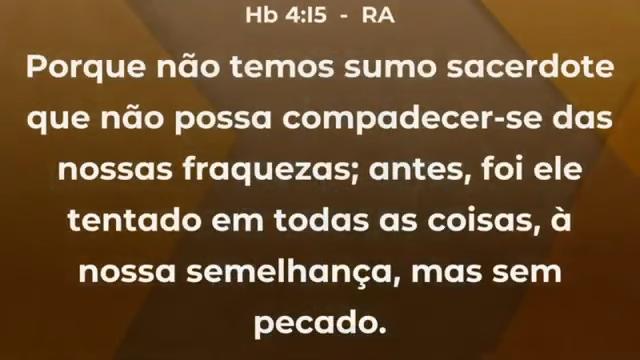 Hb 4:15 - RA
Porque não temos sumo sacerdote
que não possa compadecer-se das
nossas fraquezas; antes, foi ele
tentado em todas as coisas, à
nossa semelhança, mas sem
pecado.